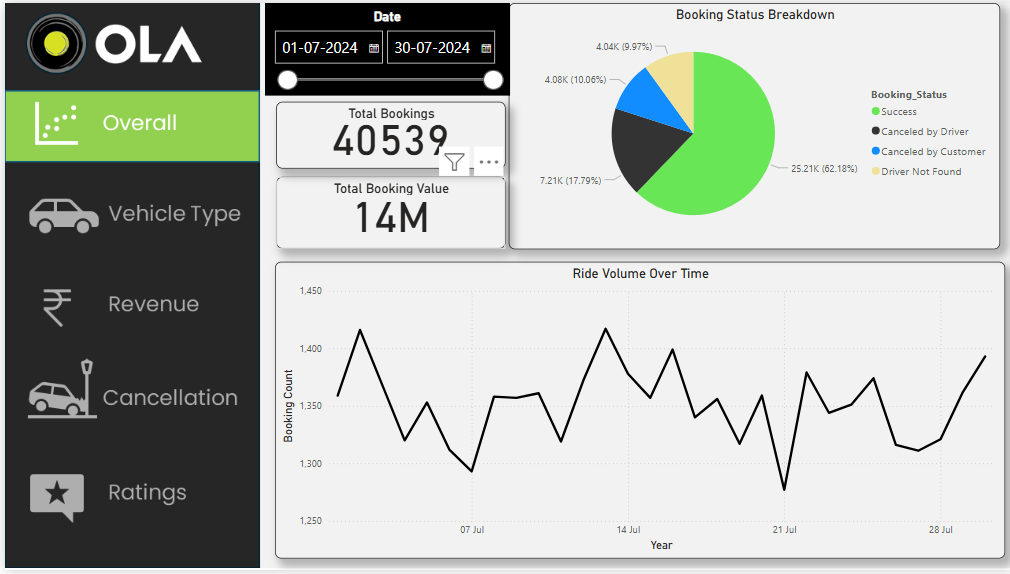 OLA
Overall
Vehicle Type
Revenue
Cancellation
Ratings
Date
01-07-2024
30-07-2024
Total Bookings
40539
Total Booking Value
14M
Booking Status Breakdown
4.04K (9.97%)
4.08K (10.06%)
7.21K (17.79%)
25.21K (62.18%)
Booking_Status
Success
Canceled by Driver
Canceled by Customer
Driver Not Found
Ride Volume Over Time
Booking Count
1,450
1,400
1,350
1,300
1,250
07 Jul
14 Jul
21 Jul
28 Jul
Year